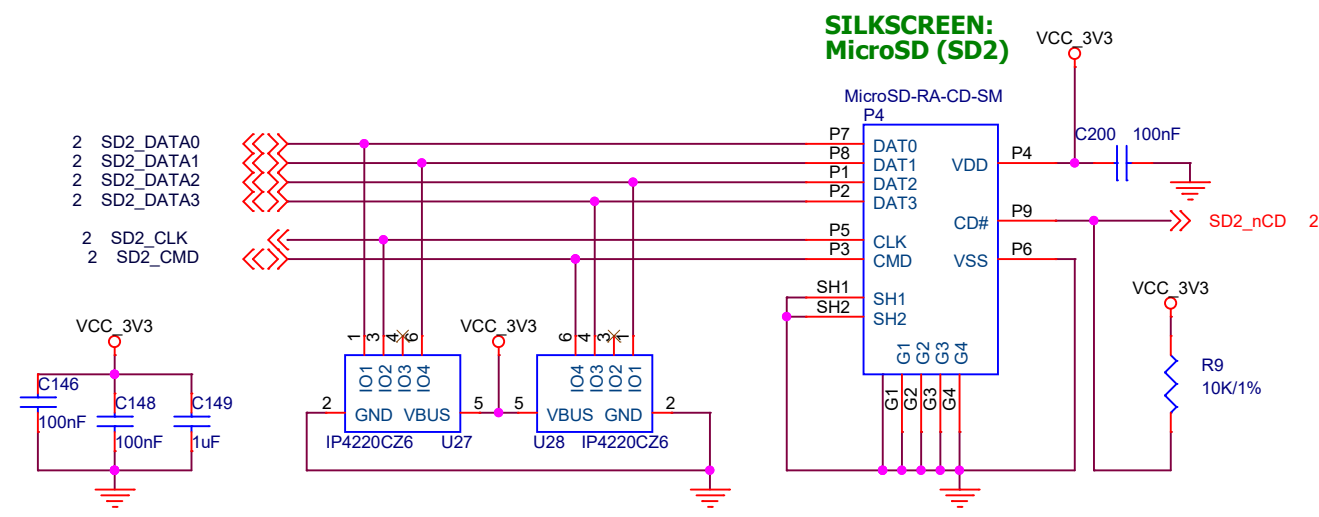 SILKSCREEN:
MicroSD (SD2)
VCC_3V3
MicroSD-RA-CD-SM
P4
2 SD2_DATA0
2 SD2_DATA1
2 SD2_DATA2
2 SD2_DATA3
2 SD2_CLK
2 SD2_CMD
P7 DAT0
P8 DAT1
P1 DAT2
P2 DAT3
P5 CLK
P3 CMD
SH1 SH1
SH2 SH2
VDD P4
CD# P9
VSS P6
G1 G2 G3 G4
G1 G2 G3 G4
C200 100nF
SD2_nCD 2
VCC_3V3
R9
10K/1%
VCC_3V3
C146
100nF
C148
100nF
C149
1uF
VCC_3V3
1 3 4 6
IO1 IO2 IO3 IO4
2 GND VBUS 5
IP4220CZ6 U27
6 4 3 1
IO4 IO3 IO2 IO1
5 VBUS GND 2
U28 IP4220CZ6